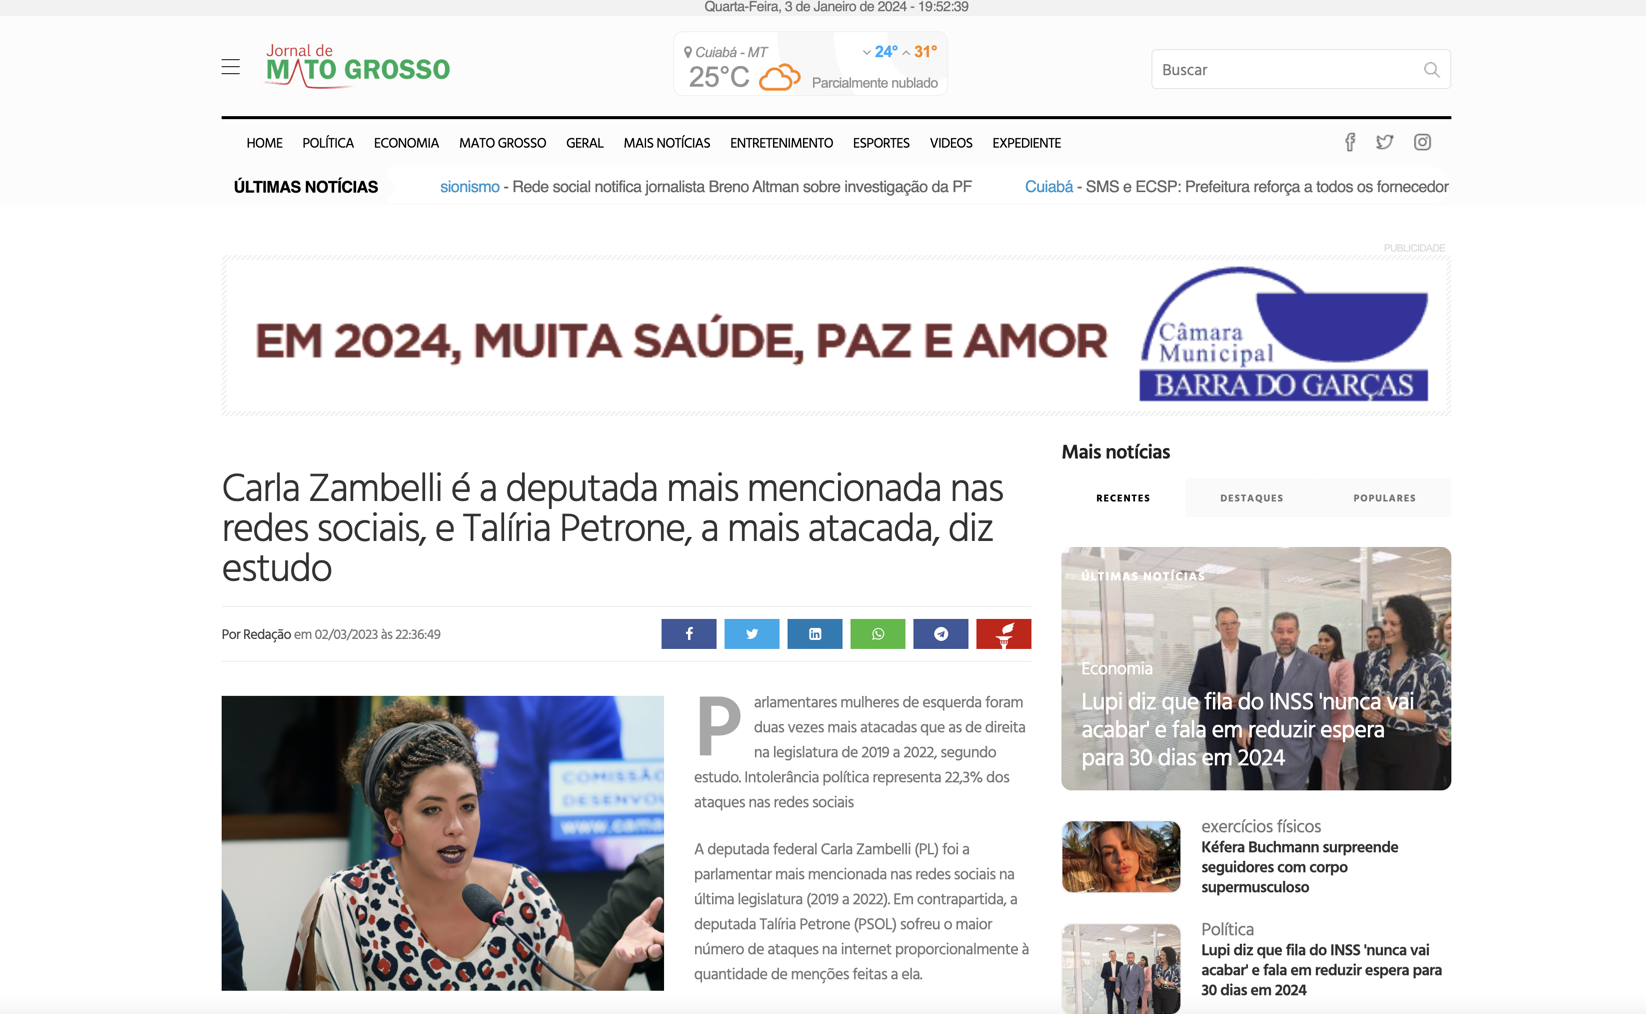 Quarta-Feira, 3 de Janeiro de 2024 - 19:52:39
Jornal de
MATO GROSSO
Cuiabá - MT
24° 31°
25°C
Parcialmente nublado
Buscar
HOME POLÍTICA ECONOMIA MATO GROSSO GERAL MAIS NOTÍCIAS ENTRETENIMENTO ESPORTES VIDEOS EXPEDIENTE
ÚLTIMAS NOTÍCIAS
sionismo - Rede social notifica jornalista Breno Altman sobre investigação da PF
Cuiabá - SMS e ECSP: Prefeitura reforça a todos os fornecedor
PUBLICIDADE
EM 2024, MUITA SAÚDE, PAZ E AMOR
Câmara
Municipal
BARRA DO GARÇAS
Carla Zambelli é a deputada mais mencionada nas
redes sociais, e Talíria Petrone, a mais atacada, diz
estudo
Por Redação em 02/03/2023 às 22:36:49
COMISSÃO
DESENVO
www.cama
Parlamentares mulheres de esquerda foram
duas vezes mais atacadas que as de direita
na legislatura de 2019 a 2022, segundo
estudo. Intolerância política representa 22,3% dos
ataques nas redes sociais
A deputada federal Carla Zambelli (PL) foi a
parlamentar mais mencionada nas redes sociais na
última legislatura (2019 a 2022). Em contrapartida, a
deputada Talíria Petrone (PSOL) sofreu o maior
número de ataques na internet proporcionalmente à
quantidade de menções feitas a ela.
Mais notícias
RECENTES DESTAQUES POPULARES
ÚLTIMAS NOTÍCIAS
Economia
Lupi diz que fila do INSS 'nunca vai
acabar' e fala em reduzir espera
para 30 dias em 2024
exercícios físicos
Kéfera Buchmann surpreende
seguidores com corpo
supermusculoso
Política
Lupi diz que fila do INSS 'nunca vai
acabar' e fala em reduzir espera para
30 dias em 2024